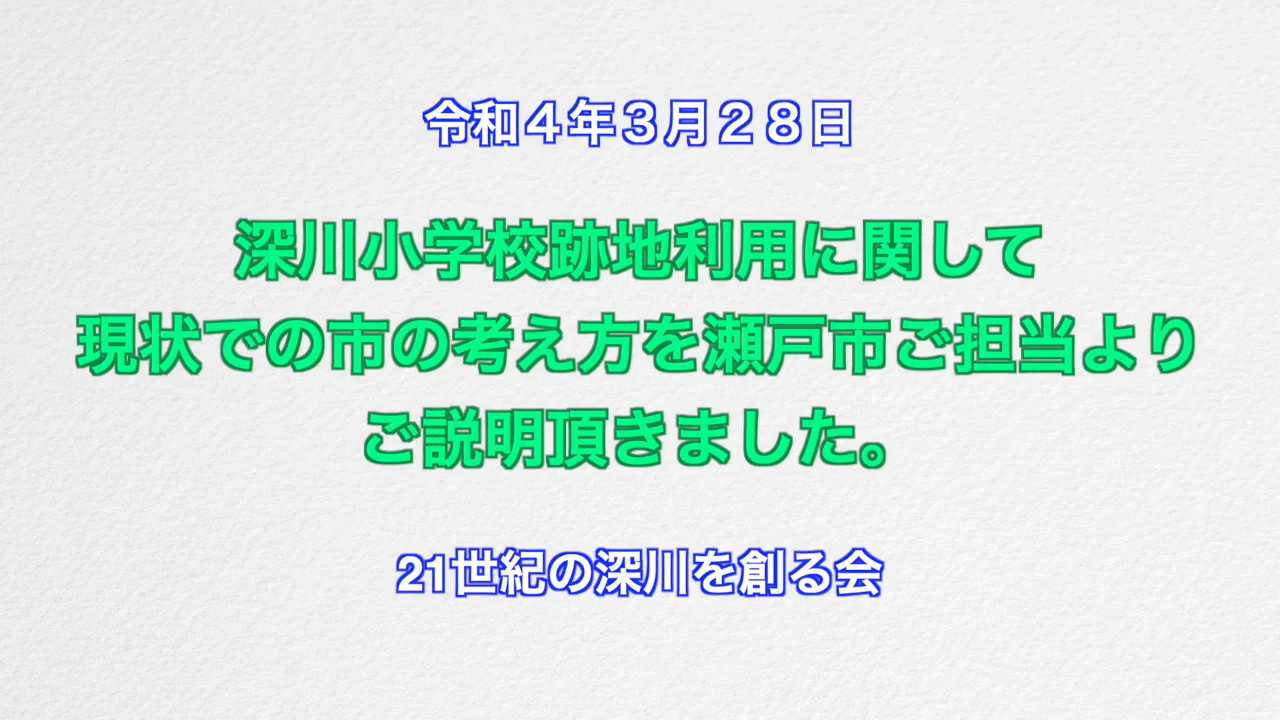 令和４年３月２８日
深川小学校跡地利用に関して
現状での市の考え方を瀬戸市ご担当より
ご説明頂きました。
21世紀の深川を創る会